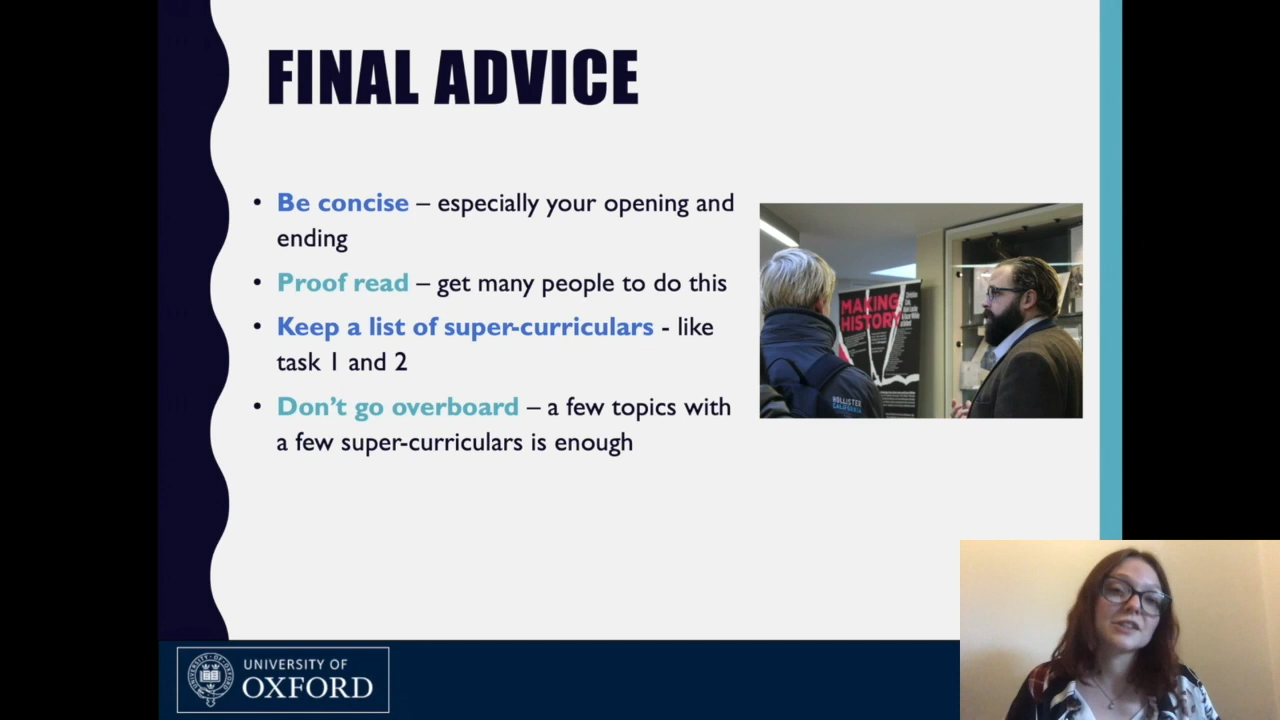 FINAL ADVICE
• Be concise – especially your opening and
ending
• Proof read – get many people to do this
• Keep a list of super-curriculars - like
task 1 and 2
• Don't go overboard – a few topics with
a few super-curriculars is enough
MAKING
HISTORY
HOLLISTER
CALIFORNIA
UNIVERSITY OF
OXFORD